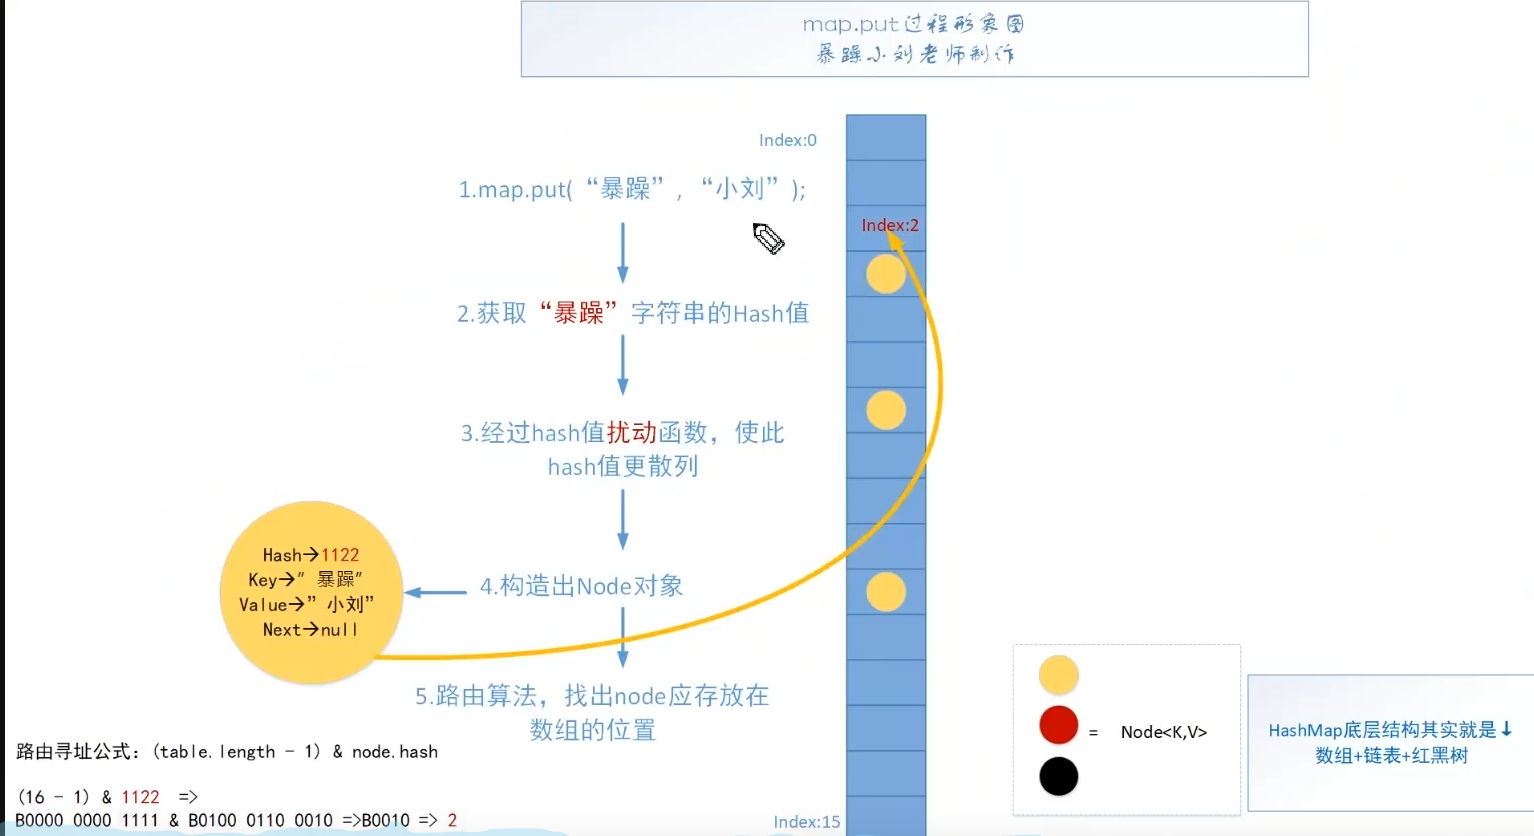 map.put过程形象图
暴躁小刘老师制作
Index:0
1.map.put( “暴躁” , “小刘” );
Index:2
2.获取 “暴躁” 字符串的Hash值
3.经过hash值扰动函数，使此
hash值更散列
Hash→1122
Key→” 暴躁”
Value→” 小刘”
Next→null
4.构造出Node对象
5.路由算法，找出node应存放在
数组的位置
路由寻址公式: (table.length - 1) & node.hash
(16 - 1) & 1122 =>
B0000 0000 1111 & B0100 0110 0010 =>B0010 => 2
Index:15
= Node<K,V>
HashMap底层结构其实就是↓
数组+链表+红黑树